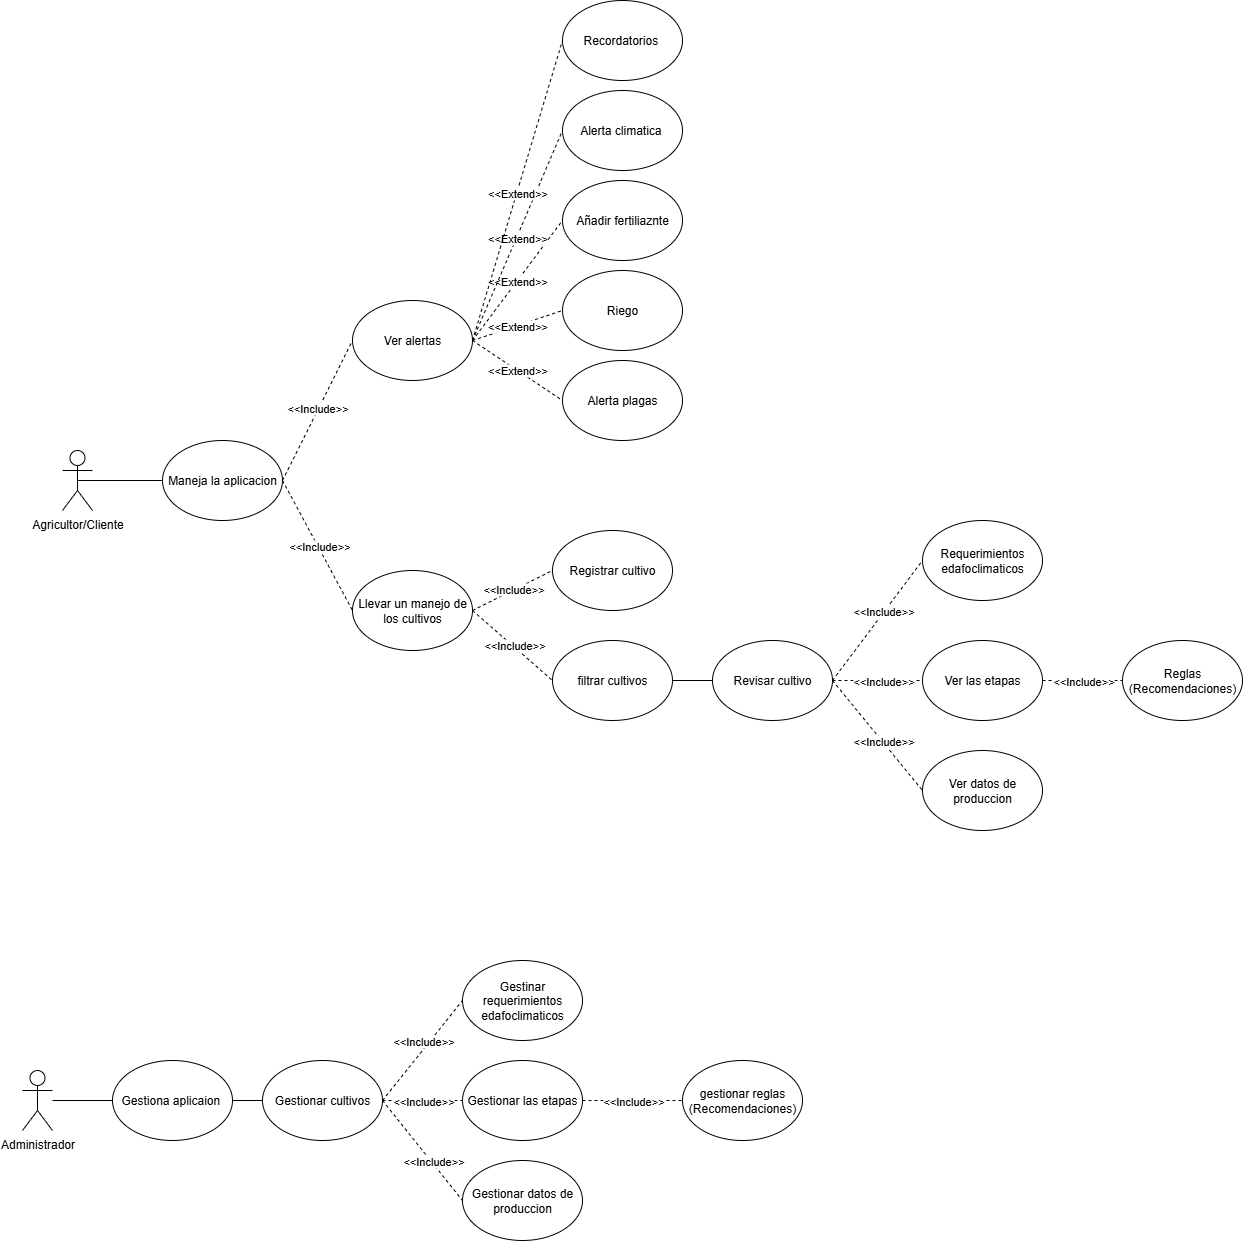 Recordatorios
Alerta climatica
<<Extend>>
Añadir fertiliaznte
<<Extend>>
<<Extend>>
Riego
<<Extend>>
Ver alertas
<<Extend>>
Alerta plagas
<<Include>>
Maneja la aplicacion
Agricultor/Cliente
<<Include>>
Llevar un manejo de
los cultivos
Registrar cultivo
<<Include>>
<<Include>>
filtrar cultivos
Revisar cultivo
Requerimientos
edafoclimaticos
<<Include>>
<<Include>>
Ver las etapas
<<Include>>
Reglas
(Recomendaciones)
<<Include>>
Ver datos de
produccion
Gestinar
requerimientos
edafoclimaticos
<<Include>>
Administrador
Gestiona aplicaion
Gestionar cultivos
<<Include>>
Gestionar las etapas
<<Include>>
gestionar reglas
(Recomendaciones)
<<Include>>
Gestionar datos de
produccion